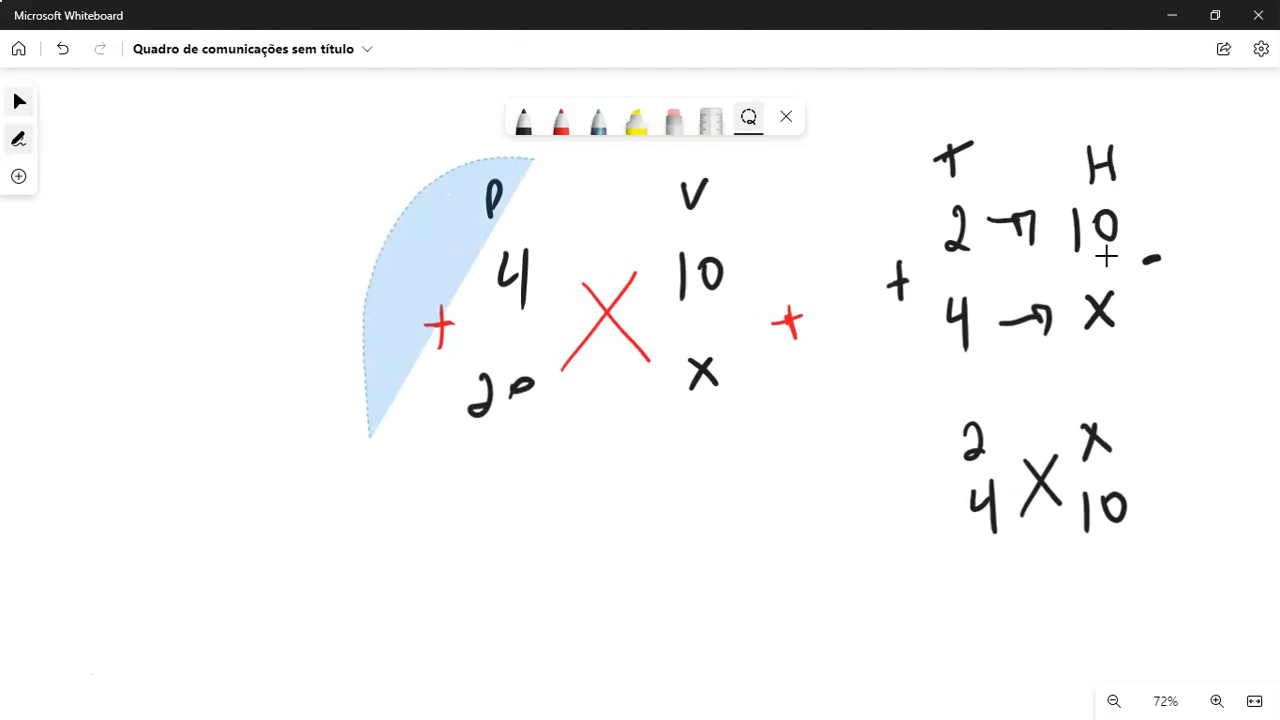 Microsoft Whiteboard
Quadro de comunicações sem título
P V
4 10
+ X +
20 x
T H
2 → 10
+ -
4 → X
2 X
4 X 10
72%